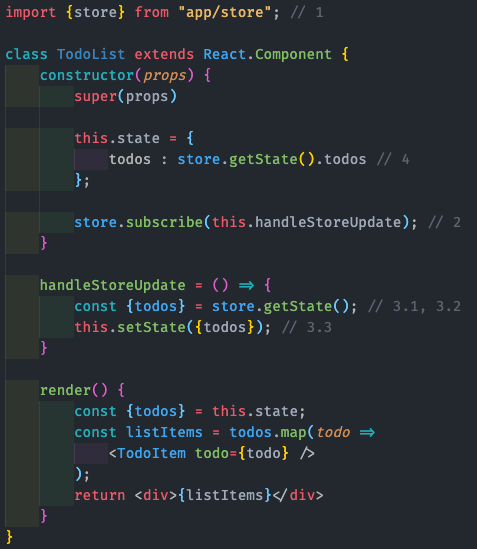 import {store} from "app/store"; // 1
class TodoList extends React.Component {
constructor(props) {
super(props)
this.state = {
todos : store.getState().todos // 4
};
store.subscribe(this.handleStoreUpdate); // 2
}
handleStoreUpdate = () => {
const {todos} = store.getState(); // 3.1, 3.2
this.setState({todos}); // 3.3
}
render() {
const {todos} = this.state;
const listItems = todos.map(todo =>
<TodoItem todo={todo} />
);
return <div>{listItems}</div>
}
}